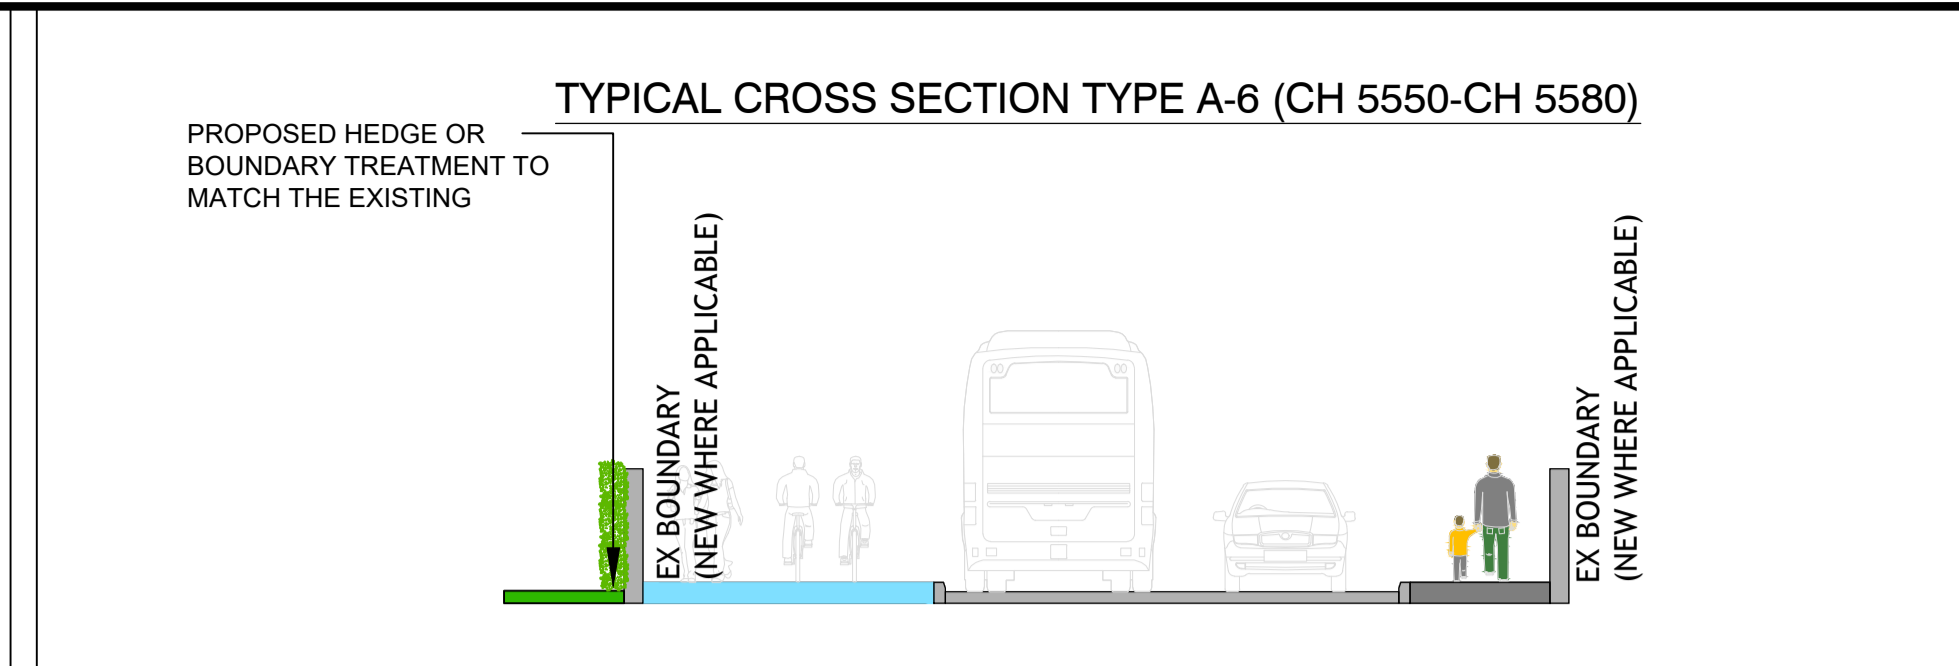 TYPICAL CROSS SECTION TYPE A-6 (CH 5550-CH 5580)
PROPOSED HEDGE OR
BOUNDARY TREATMENT TO
MATCH THE EXISTING
EX BOUNDARY
(NEW WHERE APPLICABLE)
EX BOUNDARY
(NEW WHERE APPLICABLE)